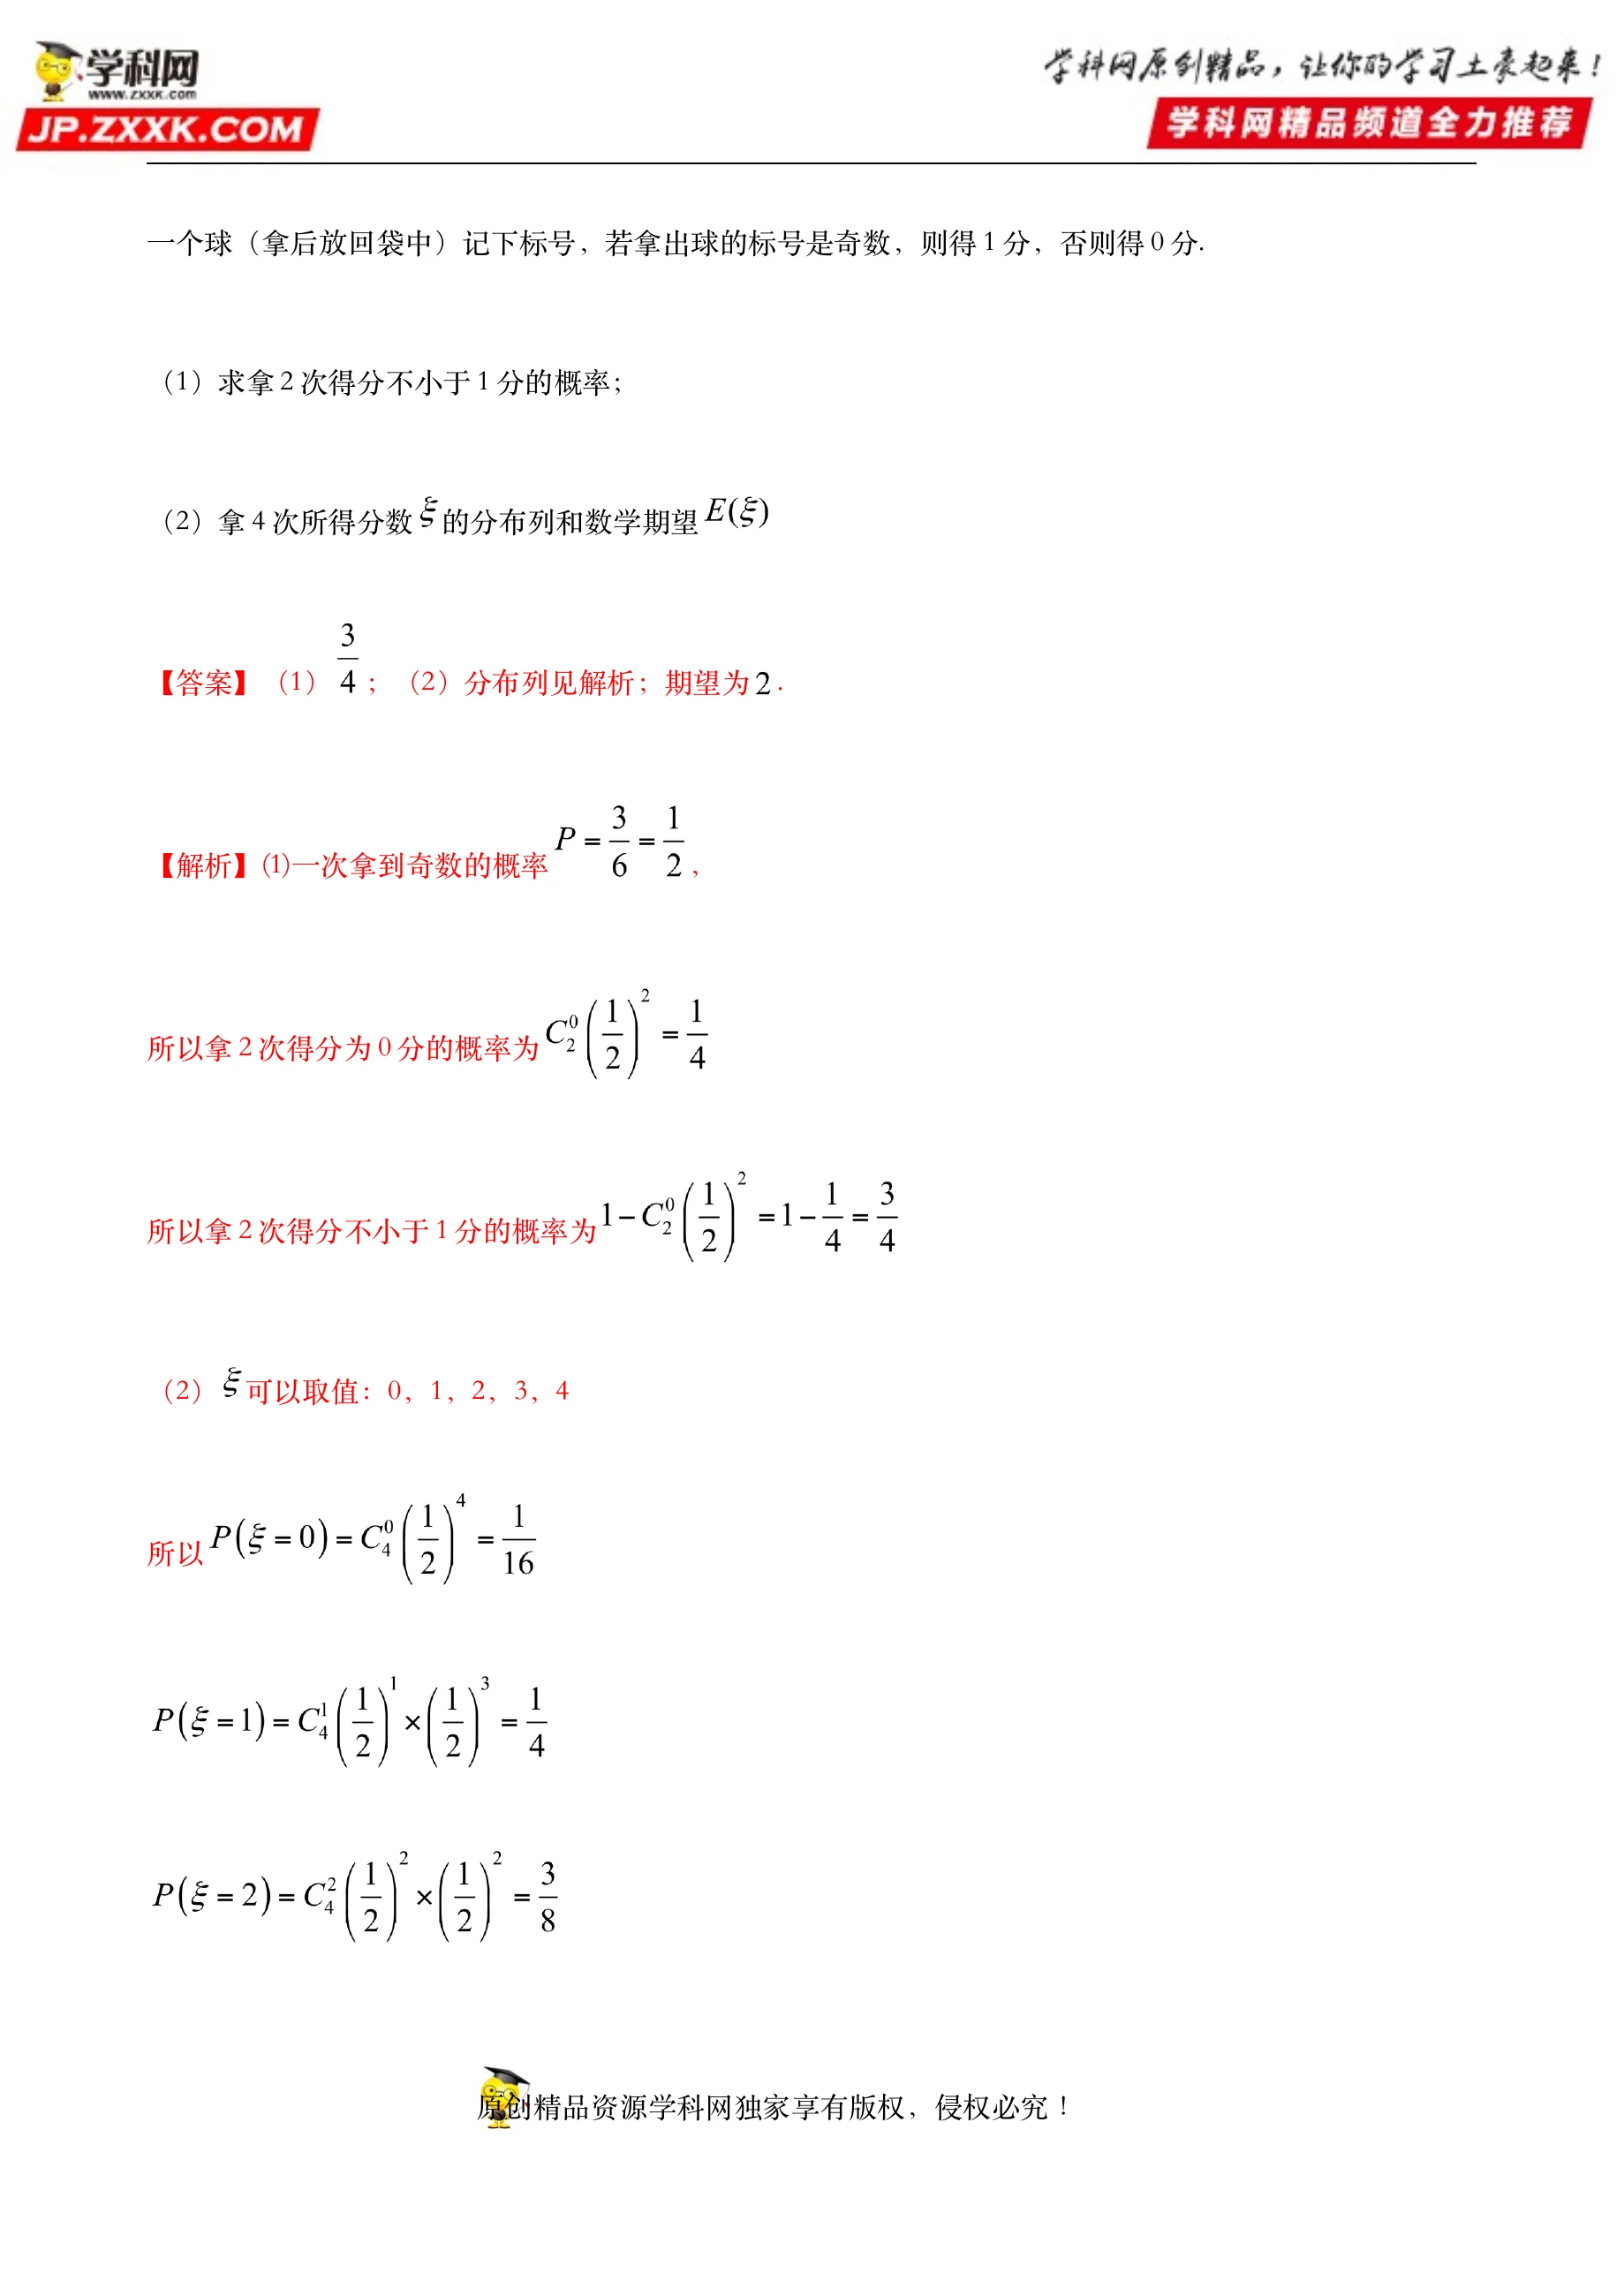 学科网
www.zxxk.com
JP.ZXXK.COM
学科网原创精品，让你的学习土豪起来！
学科网精品频道全力推荐
一个球（拿后放回袋中）记下标号，若拿出球的标号是奇数，则得 1 分，否则得 0 分.
（1）求拿 2 次得分不小于 1 分的概率；
（2）拿 4 次所得分数 ξ 的分布列和数学期望 E(ξ)
【答案】（1） 3/4 ；（2）分布列见解析；期望为 2 .
【解析】⑴一次拿到奇数的概率 P = 3/6 = 1/2 ，
所以拿 2 次得分为 0 分的概率为 C_2^0 (1/2)^2 = 1/4
所以拿 2 次得分不小于 1 分的概率为 1 − C_2^0 (1/2)^2 = 1 − 1/4 = 3/4
（2） ξ 可以取值：0，1，2，3，4
所以 P(ξ = 0) = C_4^0 (1/2)^4 = 1/16
P(ξ = 1) = C_4^1 (1/2)^1 × (1/2)^3 = 1/4
P(ξ = 2) = C_4^2 (1/2)^2 × (1/2)^2 = 3/8
原创精品资源学科网独家享有版权，侵权必究！